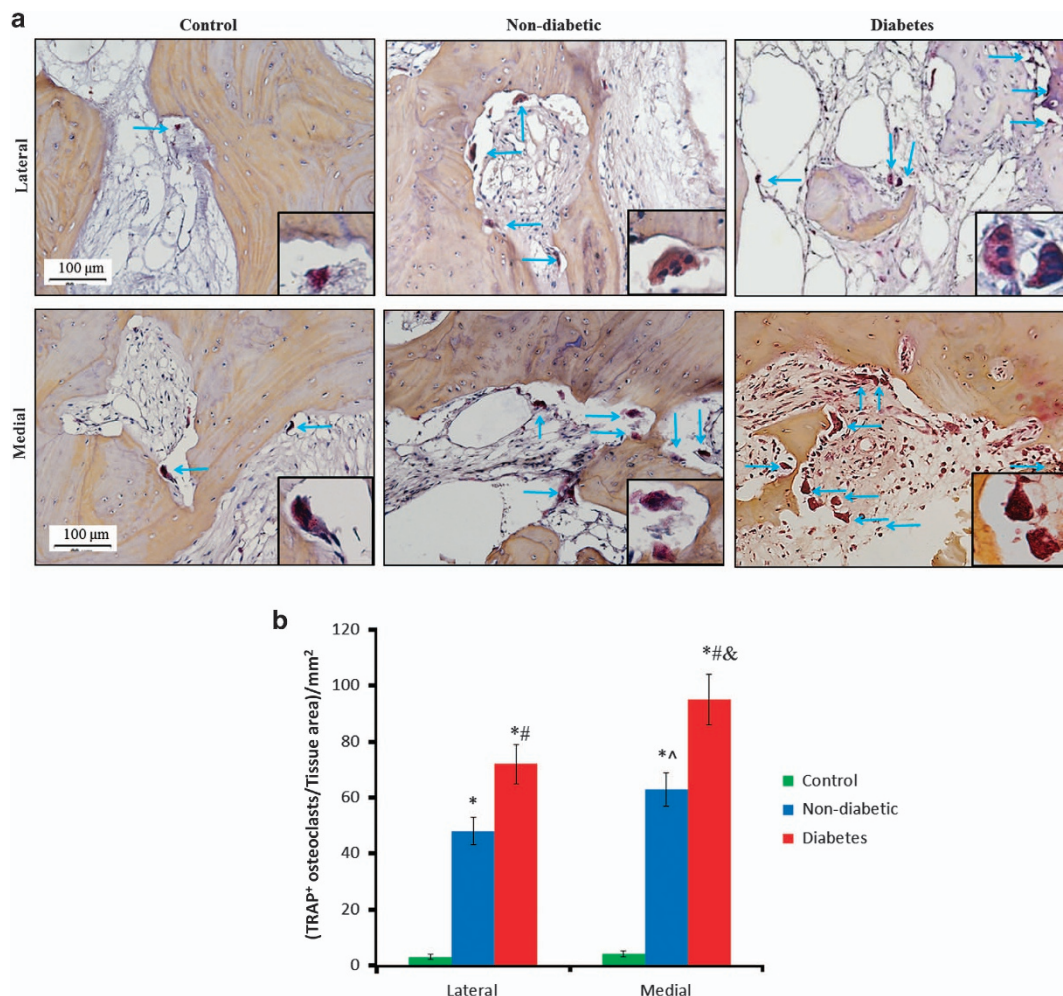 a
Control
Non-diabetic
Diabetes
Lateral
100 µm
Medial
100 µm
b
(TRAP⁺ osteoclasts/Tissue area)/mm²
120
100
80
60
40
20
0
*
*#
*^
*#&
Lateral
Medial
Control
Non-diabetic
Diabetes